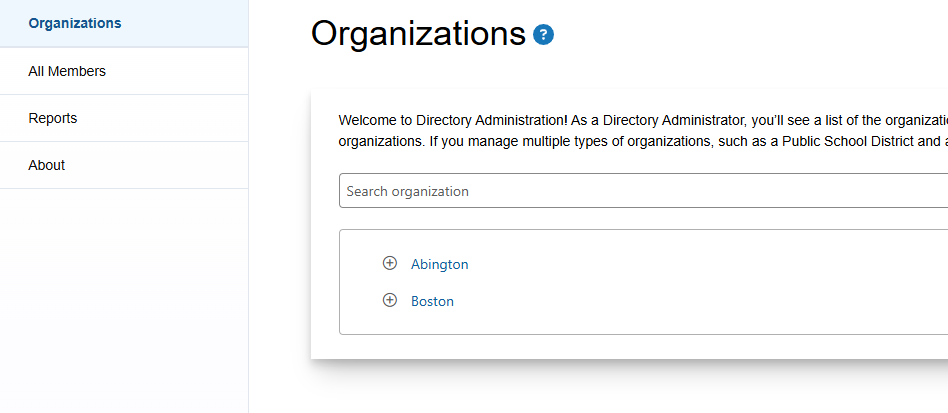 Organizations
All Members
Reports
About
Organizations ?
Welcome to Directory Administration! As a Directory Administrator, you'll see a list of the
organizations. If you manage multiple types of organizations, such as a Public School District and
Search organization
Abington
Boston